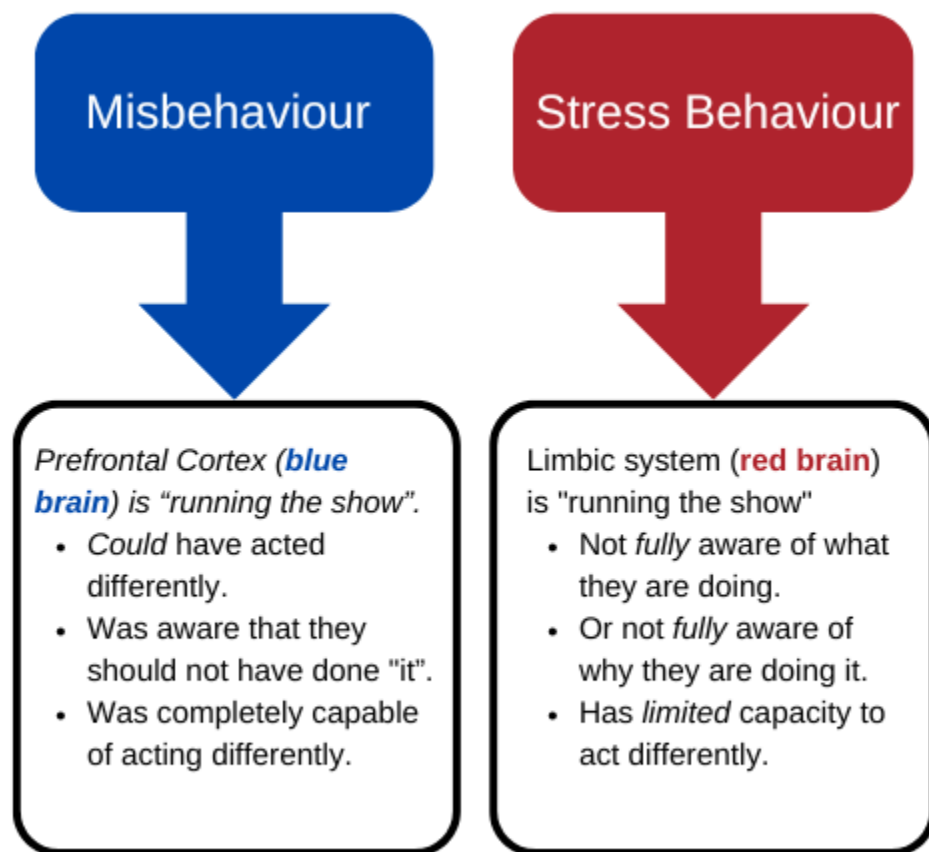 Misbehaviour
Stress Behaviour
Prefrontal Cortex (blue
brain) is “running the show”.
• Could have acted
differently.
• Was aware that they
should not have done "it”.
• Was completely capable
of acting differently.
Limbic system (red brain)
is "running the show"
• Not fully aware of what
they are doing.
• Or not fully aware of
why they are doing it.
• Has limited capacity to
act differently.